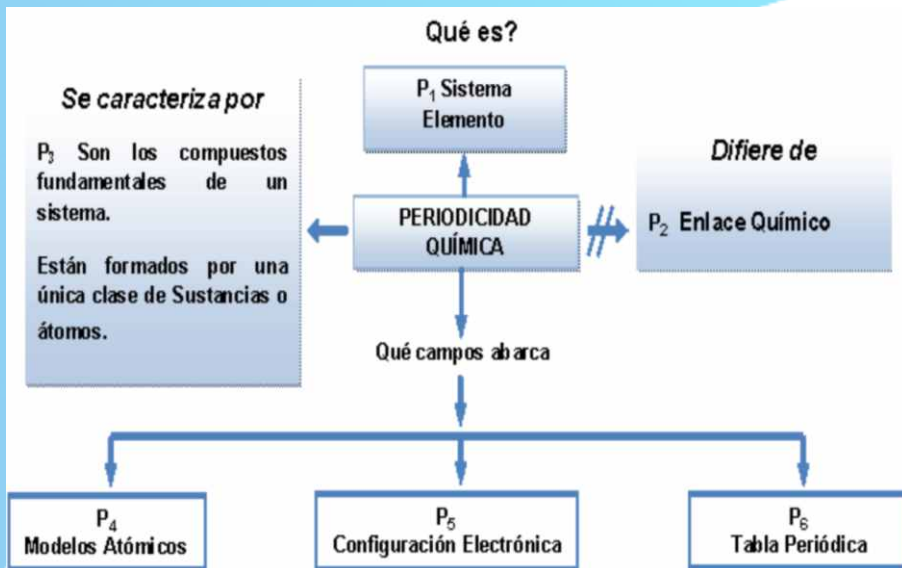 Qué es?
P₁ Sistema
Elemento
Se caracteriza por
P₃ Son los compuestos
fundamentales de un
sistema.
Están formados por una
única clase de Sustancias o
átomos.
PERIODICIDAD
QUÍMICA
Difiere de
P₂ Enlace Químico
Qué campos abarca
P₄
Modelos Atómicos
P₅
Configuración Electrónica
P₆
Tabla Periódica